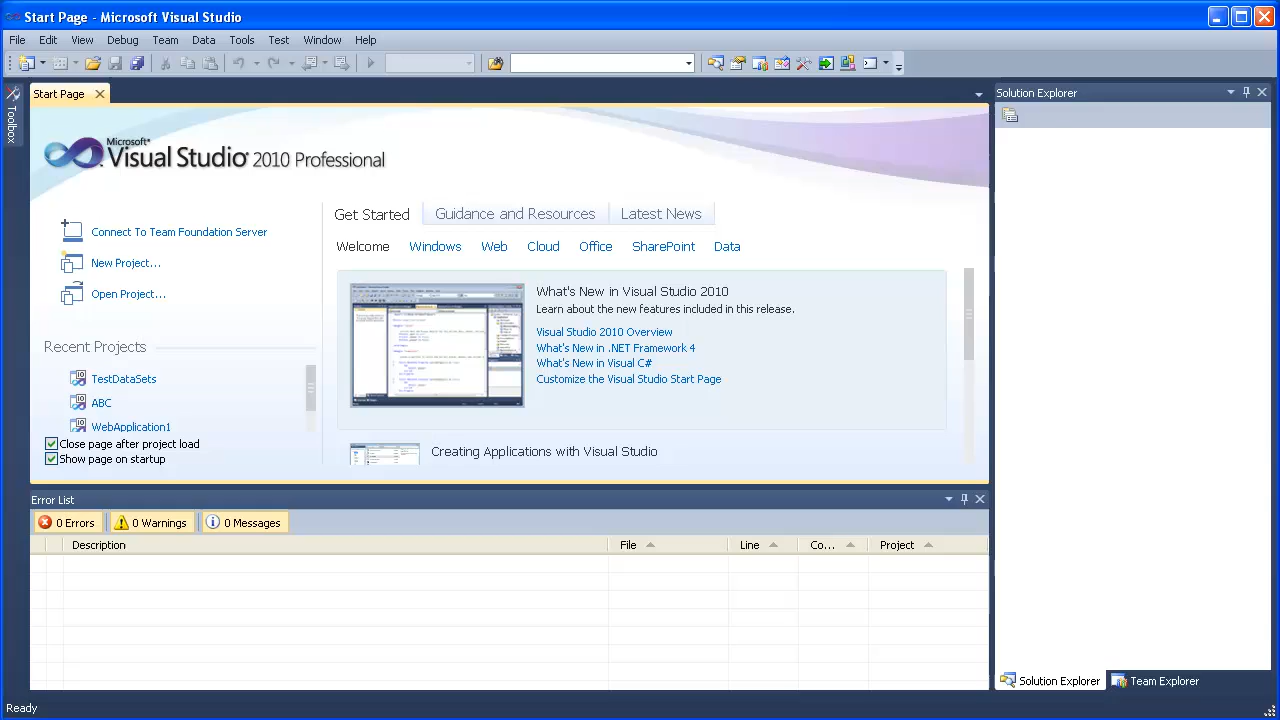 Start Page - Microsoft Visual Studio
File Edit View Debug Team Data Tools Test Window Help
Toolbox
Start Page
Solution Explorer
Microsoft®
Visual Studio® 2010 Professional
Connect To Team Foundation Server
New Project...
Open Project...
Recent Projects
ABC
WebApplication1
Close page after project load
Show page on startup
Get Started Guidance and Resources Latest News
Welcome Windows Web Cloud Office SharePoint Data
What's New in Visual Studio 2010
Learn about the new features included in this release.
Visual Studio 2010 Overview
What's New in .NET Framework 4
What's New in Visual C#
Customize the Visual Studio Start Page
Creating Applications with Visual Studio
Error List
0 Errors 0 Warnings 0 Messages
Description File Line Co... Project
Solution Explorer Team Explorer
Ready